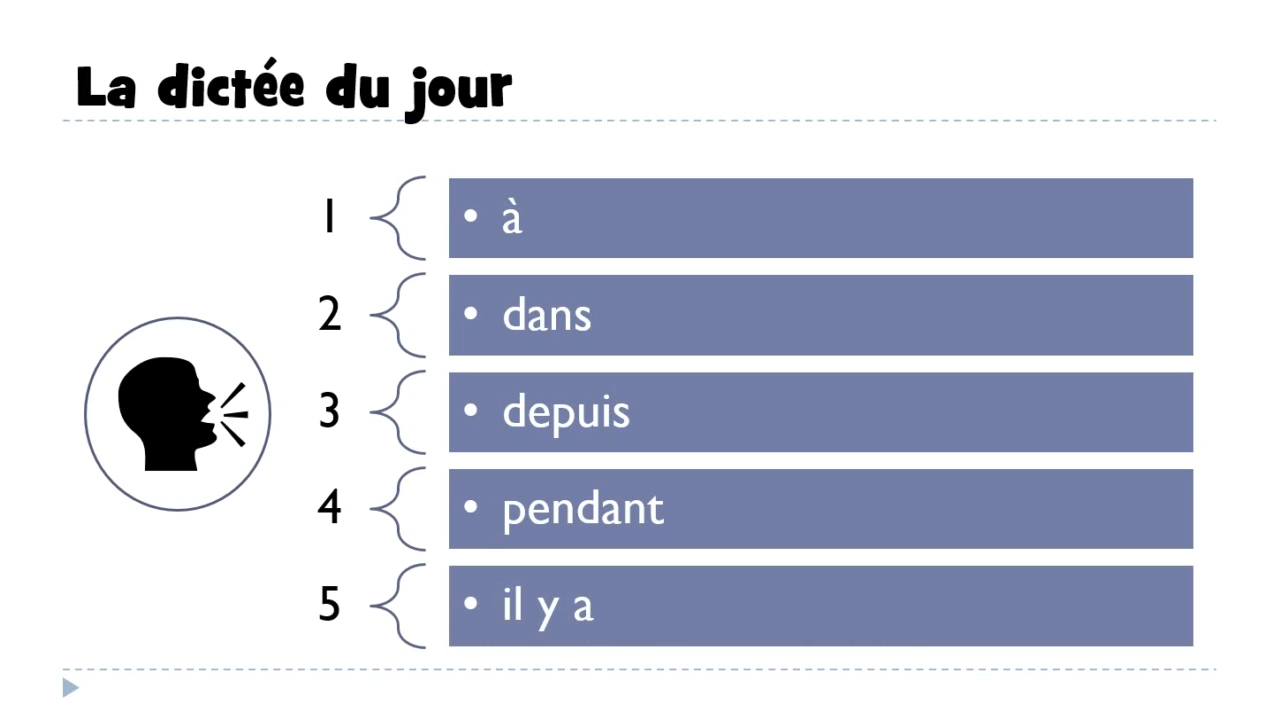 La dictée du jour
1 • à
2 • dans
3 • depuis
4 • pendant
5 • il y a